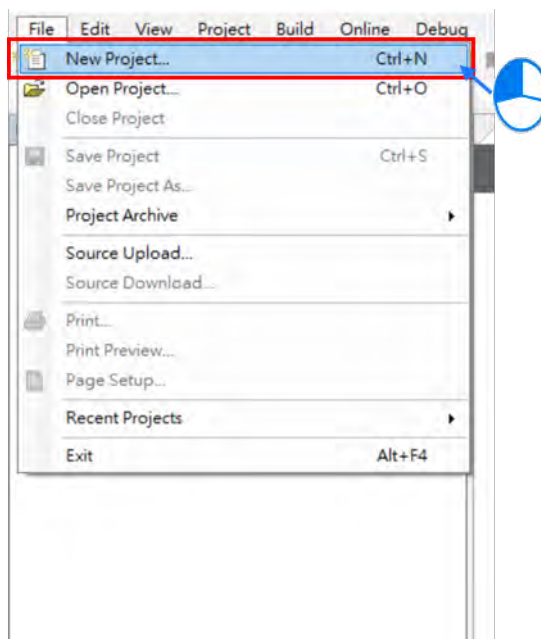 File Edit View Project Build Online Debug
New Project... Ctrl+N
Open Project... Ctrl+O
Close Project
Save Project Ctrl+S
Save Project As...
Project Archive
Source Upload...
Source Download...
Print...
Print Preview...
Page Setup...
Recent Projects
Exit Alt+F4